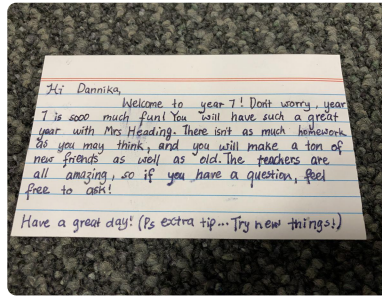 Hi Dannika,
Welcome to year 7! Don't worry, year
7 is sooo much fun! You will have such a great
year with Mrs Heading. There isn't as much homework
as you may think, and you will make a ton of
new friends as well as old. The teachers are
all amazing, so if you have a question, feel
free to ask!
Have a great day! (Ps extra tip... Try new things!)